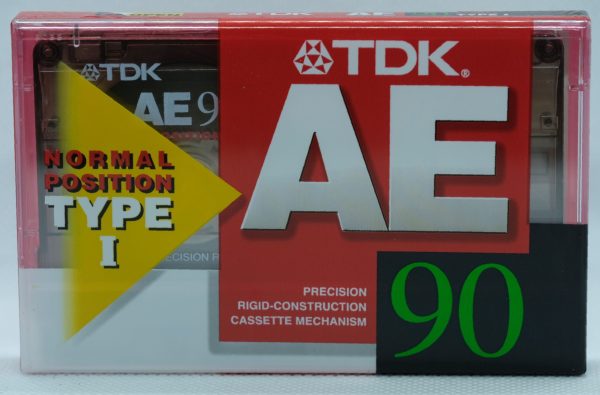 TDK
AE 9
NORMAL
POSITION
TYPE
I
TDK®
AE
PRECISION
RIGID-CONSTRUCTION
CASSETTE MECHANISM
90